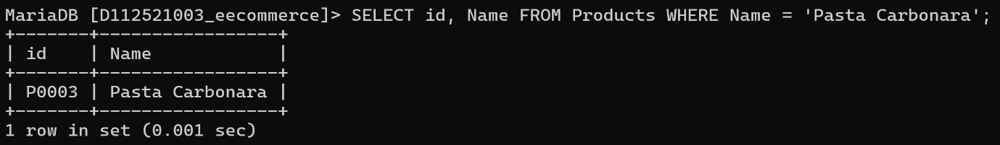 MariaDB [D112521003_eecommerce]> SELECT id, Name FROM Products WHERE Name = 'Pasta Carbonara';
+-------+-----------------+
| id    | Name            |
+-------+-----------------+
| P0003 | Pasta Carbonara |
+-------+-----------------+
1 row in set (0.001 sec)